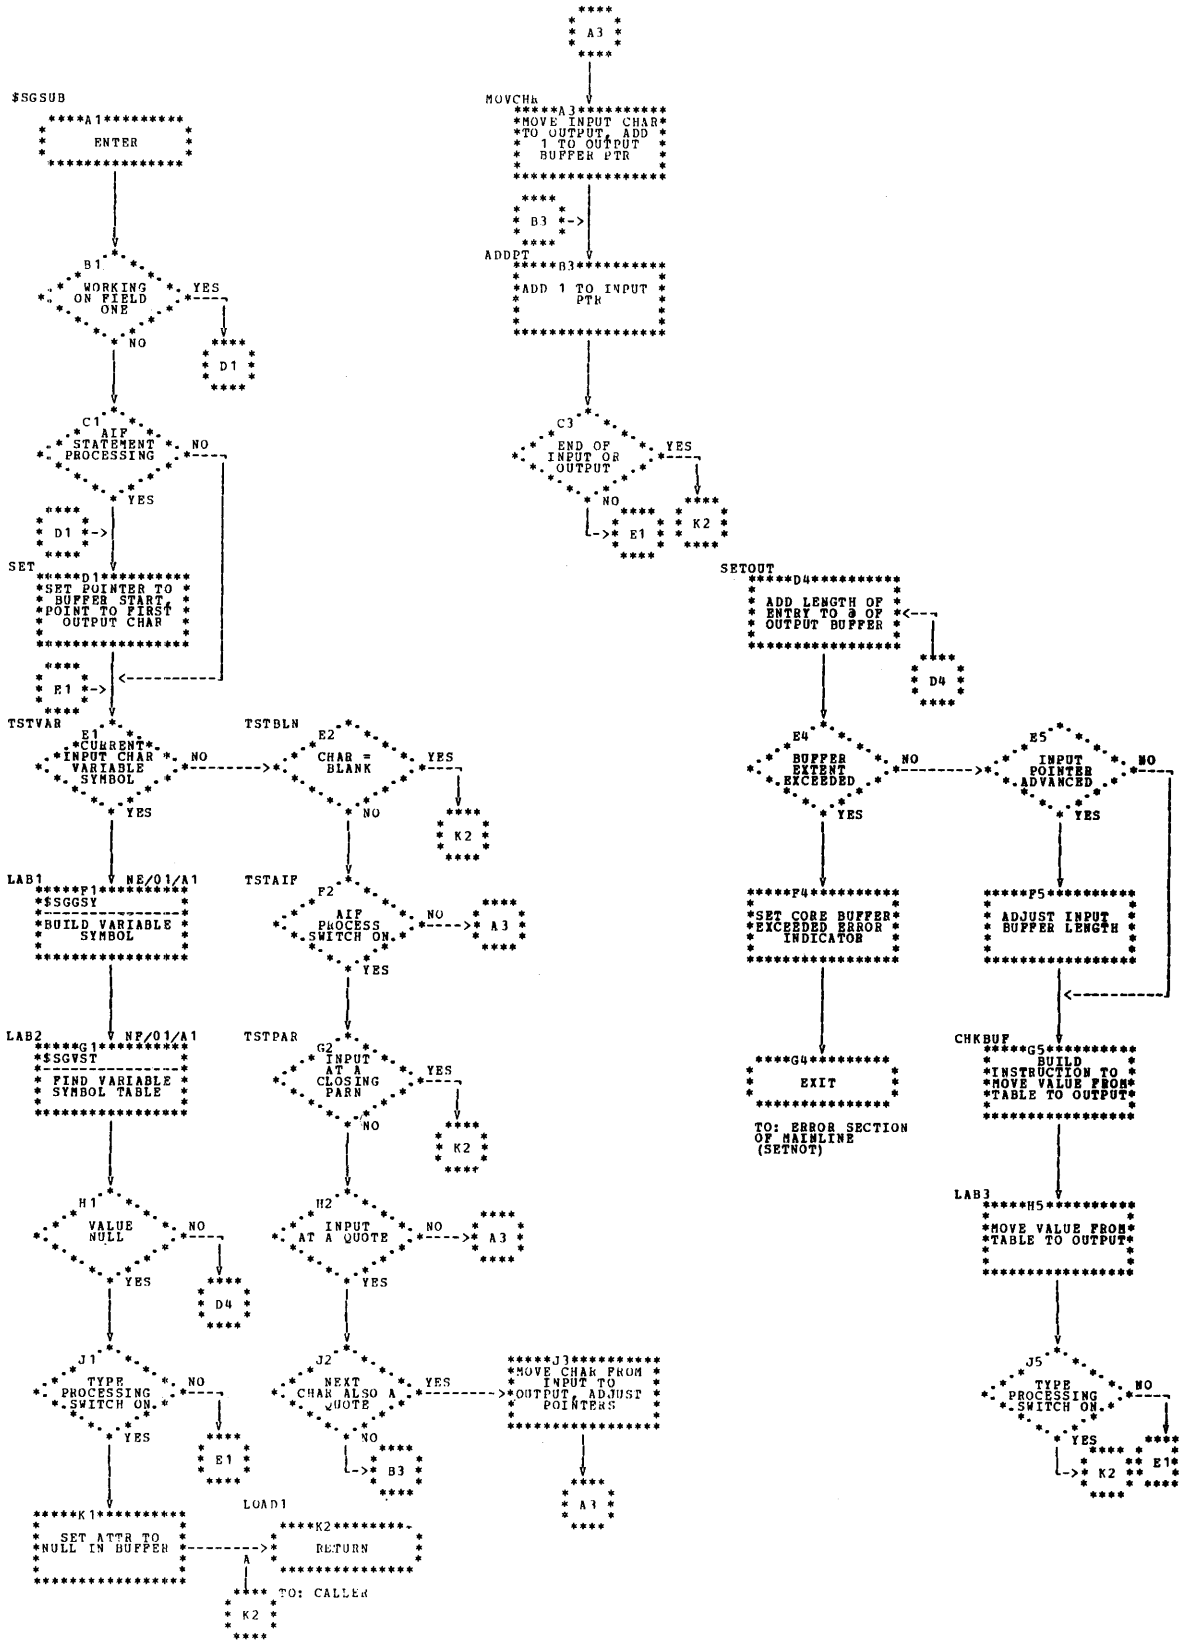 A3
$SGSUB
A1
ENTER
MOVCHR
A3
MOVE INPUT CHAR
TO OUTPUT, ADD
1 TO OUTPUT
BUFFER PTR
B3
B1
WORKING
ON FIELD
ONE
YES
NO
D1
ADDPT
B3
ADD 1 TO INPUT
PTR
C1
AIF
STATEMENT
PROCESSING
NO
YES
C3
END OF
INPUT OR
OUTPUT
YES
NO
K2
E1
D1
SET
D1
SET POINTER TO
BUFFER START,
POINT TO FIRST
OUTPUT CHAR
E1
SETOUT
D4
ADD LENGTH OF
ENTRY TO @ OF
OUTPUT BUFFER
D4
TSTVAR
E1
CURRENT
INPUT CHAR
VARIABLE
SYMBOL
NO
YES
TSTBLN
E2
CHAR =
BLANK
YES
NO
K2
E4
BUFFER
EXTENT
EXCEEDED
NO
YES
E5
INPUT
POINTER
ADVANCED
NO
YES
LAB1
NE/01/A1
F1
$SGGSY
BUILD VARIABLE
SYMBOL
TSTAIF
F2
AIF
PROCESS
SWITCH ON
NO
YES
A3
F4
SET CORE BUFFER
EXCEEDED ERROR
INDICATOR
F5
ADJUST INPUT
BUFFER LENGTH
LAB2
NF/01/A1
G1
$SGVST
FIND VARIABLE
SYMBOL TABLE
TSTPAR
G2
INPUT
AT A
CLOSING
PARN
YES
NO
K2
G4
EXIT
TO: ERROR SECTION
OF MAINLINE
(SETNOT)
CHKBUF
G5
BUILD
INSTRUCTION TO
MOVE VALUE FROM
TABLE TO OUTPUT
H1
VALUE
NULL
NO
YES
D4
H2
INPUT
AT A QUOTE
NO
YES
A3
LAB3
H5
MOVE VALUE FROM
TABLE TO OUTPUT
J1
TYPE
PROCESSING
SWITCH ON
NO
YES
E1
J2
NEXT
CHAR ALSO A
QUOTE
YES
NO
B3
J3
MOVE CHAR FROM
INPUT TO
OUTPUT, ADJUST
POINTERS
A3
J5
TYPE
PROCESSING
SWITCH ON
NO
YES
K2
E1
K1
SET ATTR TO
NULL IN BUFFER
LOAD1
K2
RETURN
TO: CALLER
K2